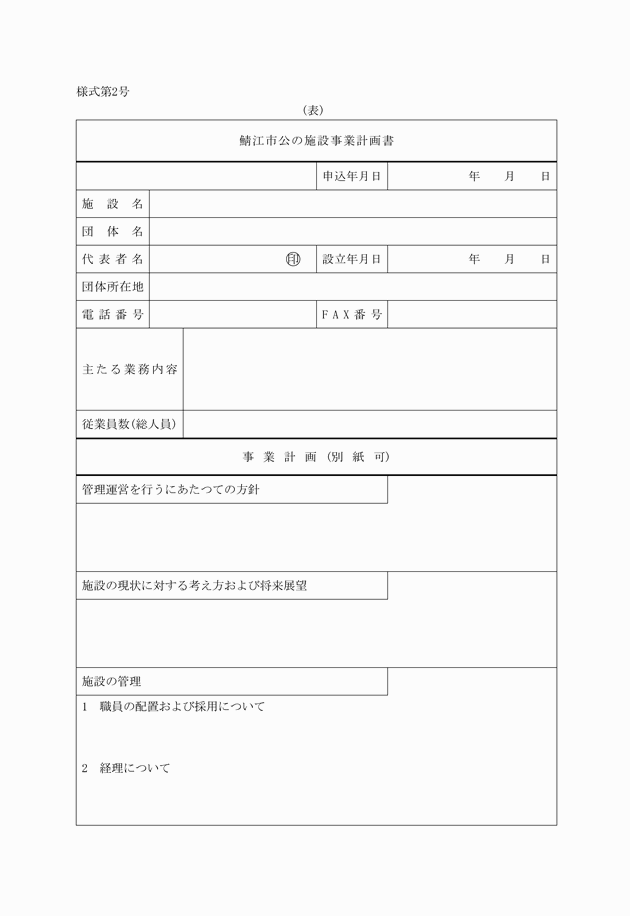 様式第2号
(表)
鯖江市公の施設事業計画書
申込年月日　年　月　日
施設名
団体名
代表者名　㊞　設立年月日　年　月　日
団体所在地
電話番号　FAX番号
主たる業務内容
従業員数(総人員)
事業計画(別紙可)
管理運営を行うにあたつての方針
施設の現状に対する考え方および将来展望
施設の管理
1　職員の配置および採用について
2　経理について